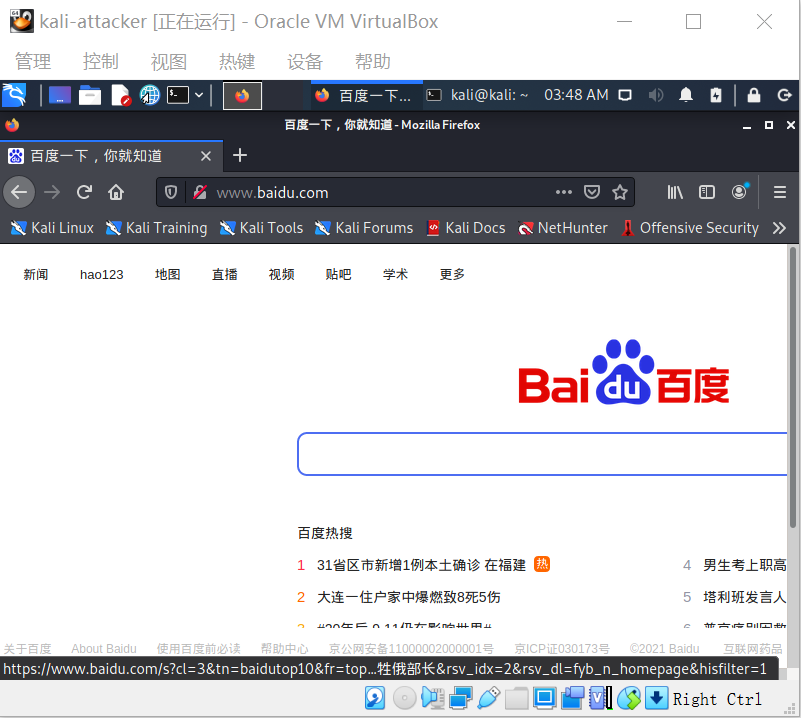 kali-attacker [正在运行] - Oracle VM VirtualBox
管理 控制 视图 热键 设备 帮助
百度一下... kali@kali: ~ 03:48 AM
百度一下，你就知道 - Mozilla Firefox
百度一下，你就知道
www.baidu.com
Kali Linux Kali Training Kali Tools Kali Forums Kali Docs NetHunter Offensive Security
新闻 hao123 地图 直播 视频 贴吧 学术 更多
Bai du 百度
百度热搜
1 31省区市新增1例本土确诊 在福建 热 4 男生考上职高
2 大连一住户家中爆燃致8死5伤 5 塔利班发言人
关于百度 About Baidu 使用百度前必读 帮助中心 京公网安备11000002000001号 京ICP证030173号 ©2021 Baidu 互联网药品
https://www.baidu.com/s?cl=3&tn=baidutop10&fr=top...牲俄部长&rsv_idx=2&rsv_dl=fyb_n_homepage&hisfilter=1
Right Ctrl